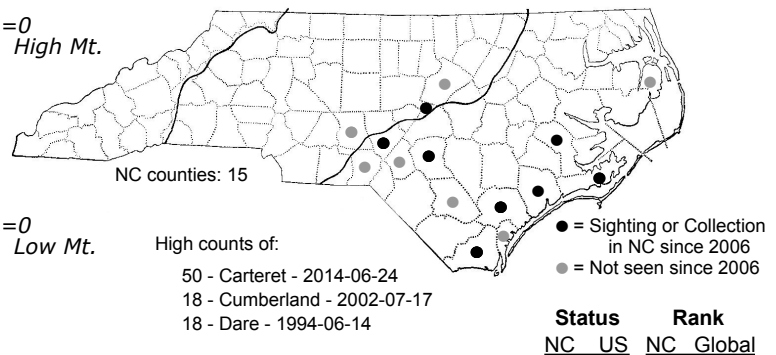 =0
High Mt.
NC counties: 15
=0
Low Mt.
High counts of:
50 - Carteret - 2014-06-24
18 - Cumberland - 2002-07-17
18 - Dare - 1994-06-14
= Sighting or Collection
in NC since 2006
= Not seen since 2006
Status Rank
NC US NC Global